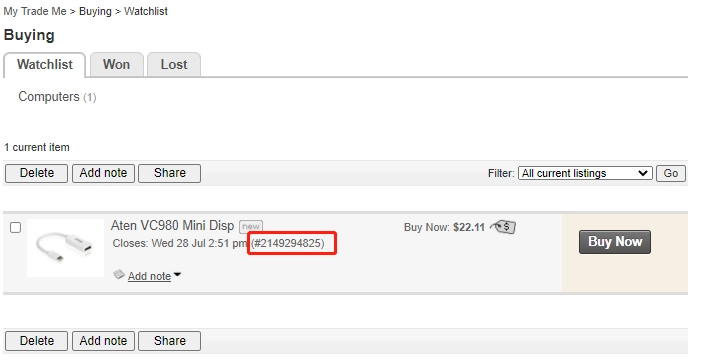 My Trade Me > Buying > Watchlist
Buying
Watchlist Won Lost
Computers (1)
1 current item
Delete Add note Share Filter: All current listings Go
Aten VC980 Mini Disp new Buy Now: $22.11 $
Closes: Wed 28 Jul 2:51 pm (#2149294825)
Buy Now
Add note
Delete Add note Share